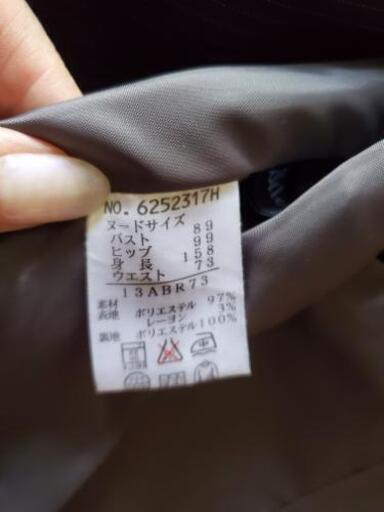 NO. 6252317H
ヌードサイズ
バスト 89
ヒップ 99
身長 158
ウエスト 73
13ABR73
素材
表地 ポリエステル 97%
レーヨン 3%
裏地 ポリエステル100%